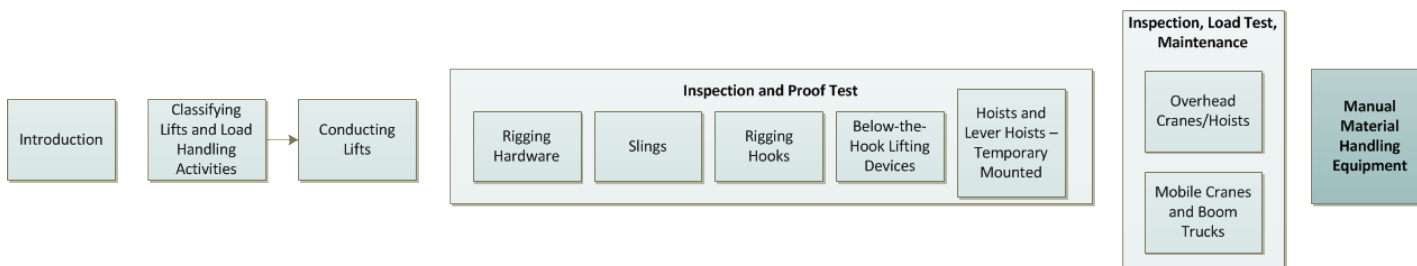 Introduction
Classifying
Lifts and Load
Handling
Activities
Conducting
Lifts
Inspection and Proof Test
Rigging
Hardware
Slings
Rigging
Hooks
Below-the-
Hook Lifting
Devices
Hoists and
Lever Hoists –
Temporary
Mounted
Inspection, Load Test,
Maintenance
Overhead
Cranes/Hoists
Mobile Cranes
and Boom
Trucks
Manual
Material
Handling
Equipment